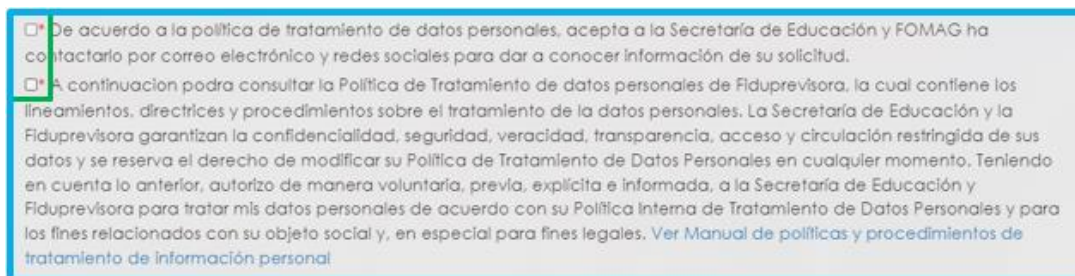 ☐* De acuerdo a la política de tratamiento de datos personales, acepta a la Secretaría de Educación y FOMAG ha
contactarlo por correo electrónico y redes sociales para dar a conocer información de su solicitud.
☐* A continuacion podra consultar la Política de Tratamiento de datos personales de Fiduprevisora, la cual contiene los
lineamientos, directrices y procedimientos sobre el tratamiento de la datos personales. La Secretaría de Educación y la
Fiduprevisora garantizan la confidencialidad, seguridad, veracidad, transparencia, acceso y circulación restringida de sus
datos y se reserva el derecho de modificar su Política de Tratamiento de Datos Personales en cualquier momento. Teniendo
en cuenta lo anterior, autorizo de manera voluntaria, previa, explícita e informada, a la Secretaría de Educación y
Fiduprevisora para tratar mis datos personales de acuerdo con su Política Interna de Tratamiento de Datos Personales y para
los fines relacionados con su objeto social y, en especial para fines legales. Ver Manual de políticas y procedimientos de
tratamiento de información personal